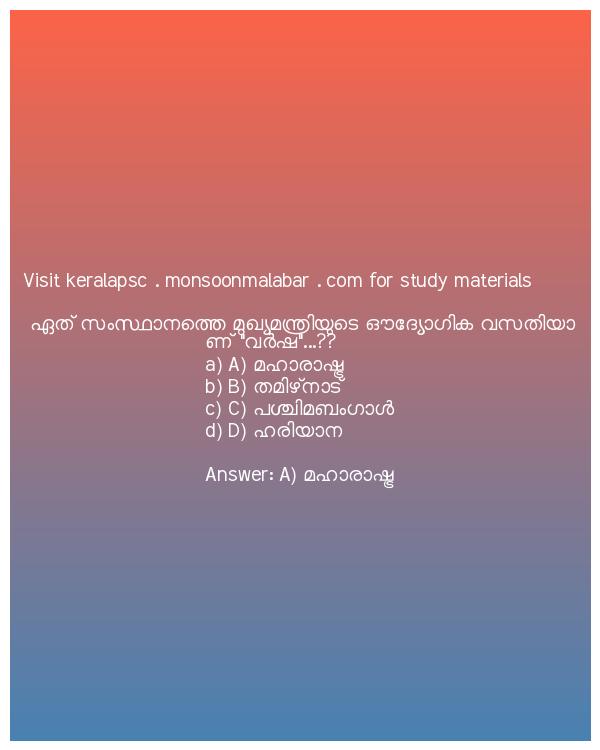 Visit keralapsc . monsoonmalabar . com for study materials
ഏത് സംസ്ഥാനത്തെ മുഖ്യമന്ത്രിയുടെ ഔദ്യോഗിക വസതിയാ
ണ് "വർഷ"...??
a) A) മഹാരാഷ്ട്ര
b) B) തമിഴ്നാട്
c) C) പശ്ചിമബംഗാൾ
d) D) ഹരിയാന
Answer: A) മഹാരാഷ്ട്ര